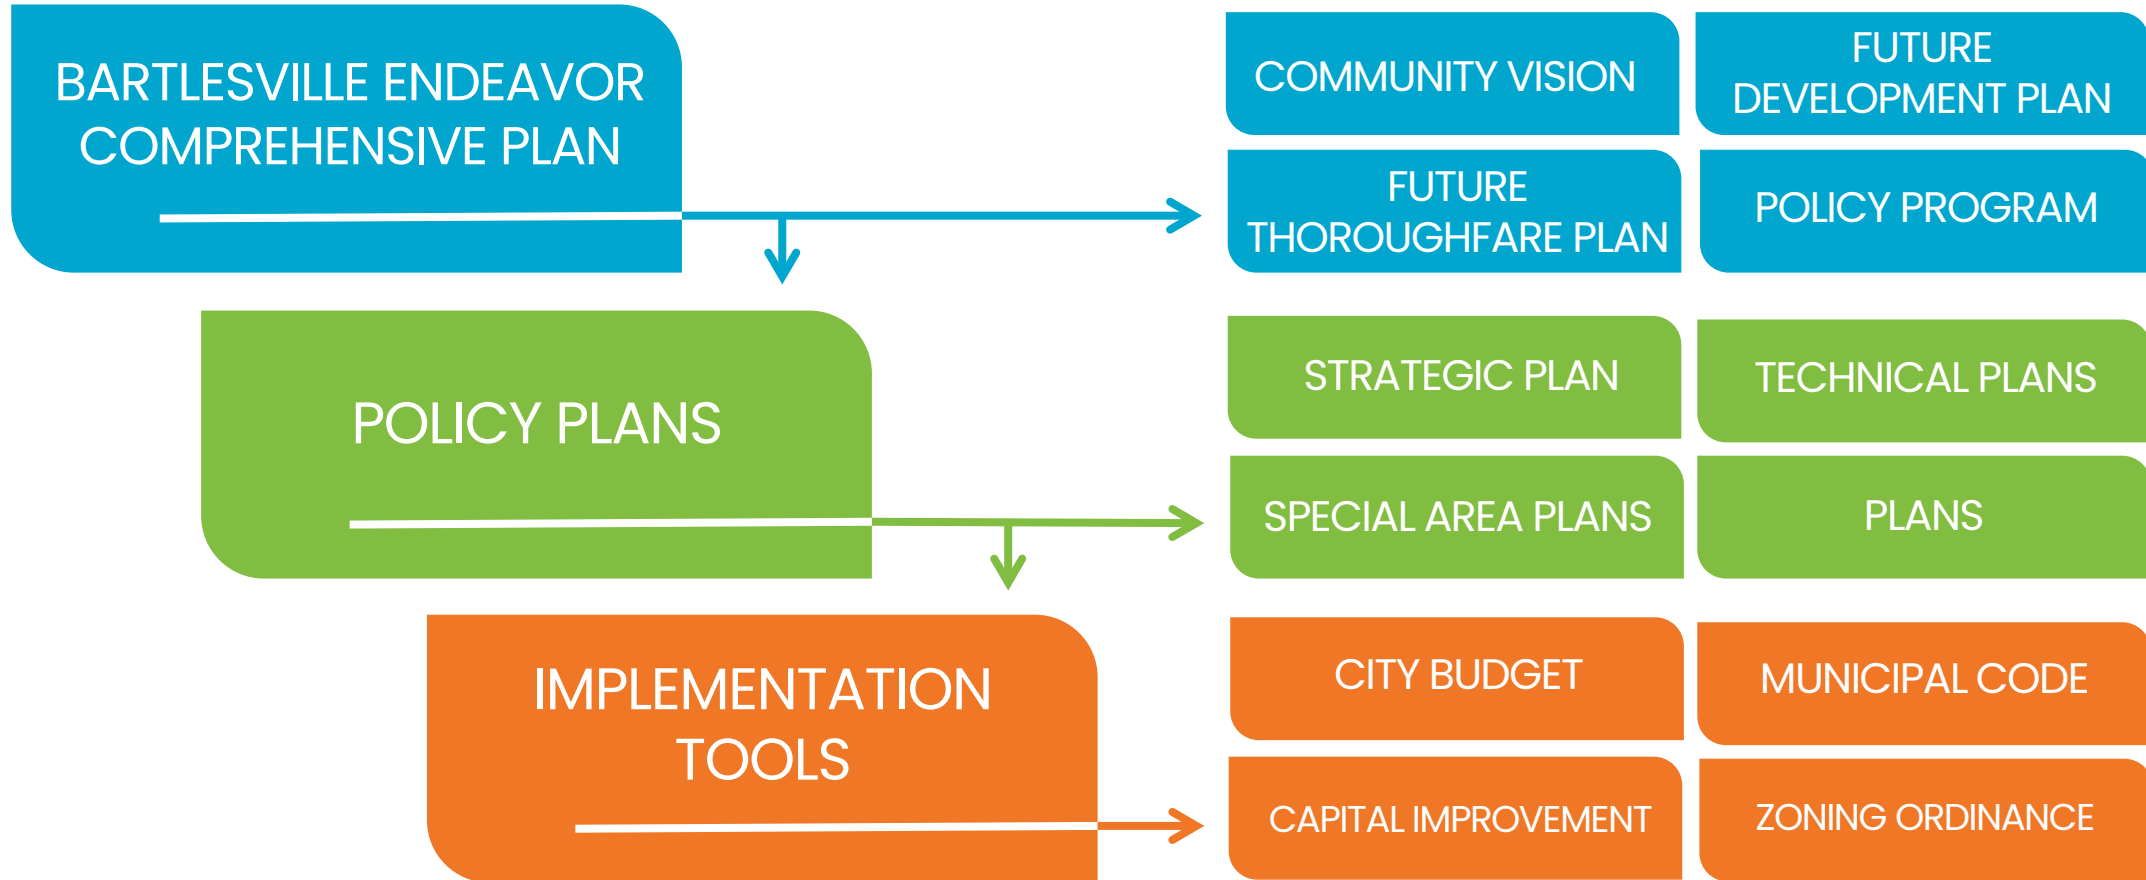 BARTLESVILLE ENDEAVOR
COMPREHENSIVE PLAN
COMMUNITY VISION
FUTURE
DEVELOPMENT PLAN
FUTURE
THOROUGHFARE PLAN
POLICY PROGRAM
POLICY PLANS
STRATEGIC PLAN
TECHNICAL PLANS
SPECIAL AREA PLANS
PLANS
IMPLEMENTATION
TOOLS
CITY BUDGET
MUNICIPAL CODE
CAPITAL IMPROVEMENT
ZONING ORDINANCE